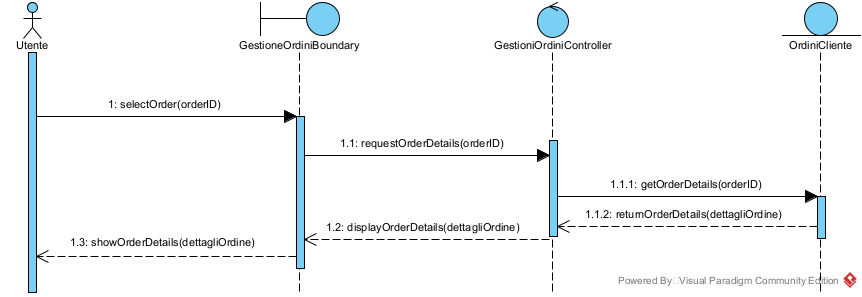 Utente
GestioneOrdiniBoundary
GestioniOrdiniController
OrdiniCliente
1: selectOrder(orderID)
1.1: requestOrderDetails(orderID)
1.1.1: getOrderDetails(orderID)
1.1.2: returnOrderDetails(dettagliOrdine)
1.2: displayOrderDetails(dettagliOrdine)
1.3: showOrderDetails(dettagliOrdine)
Powered By Visual Paradigm Community Edition